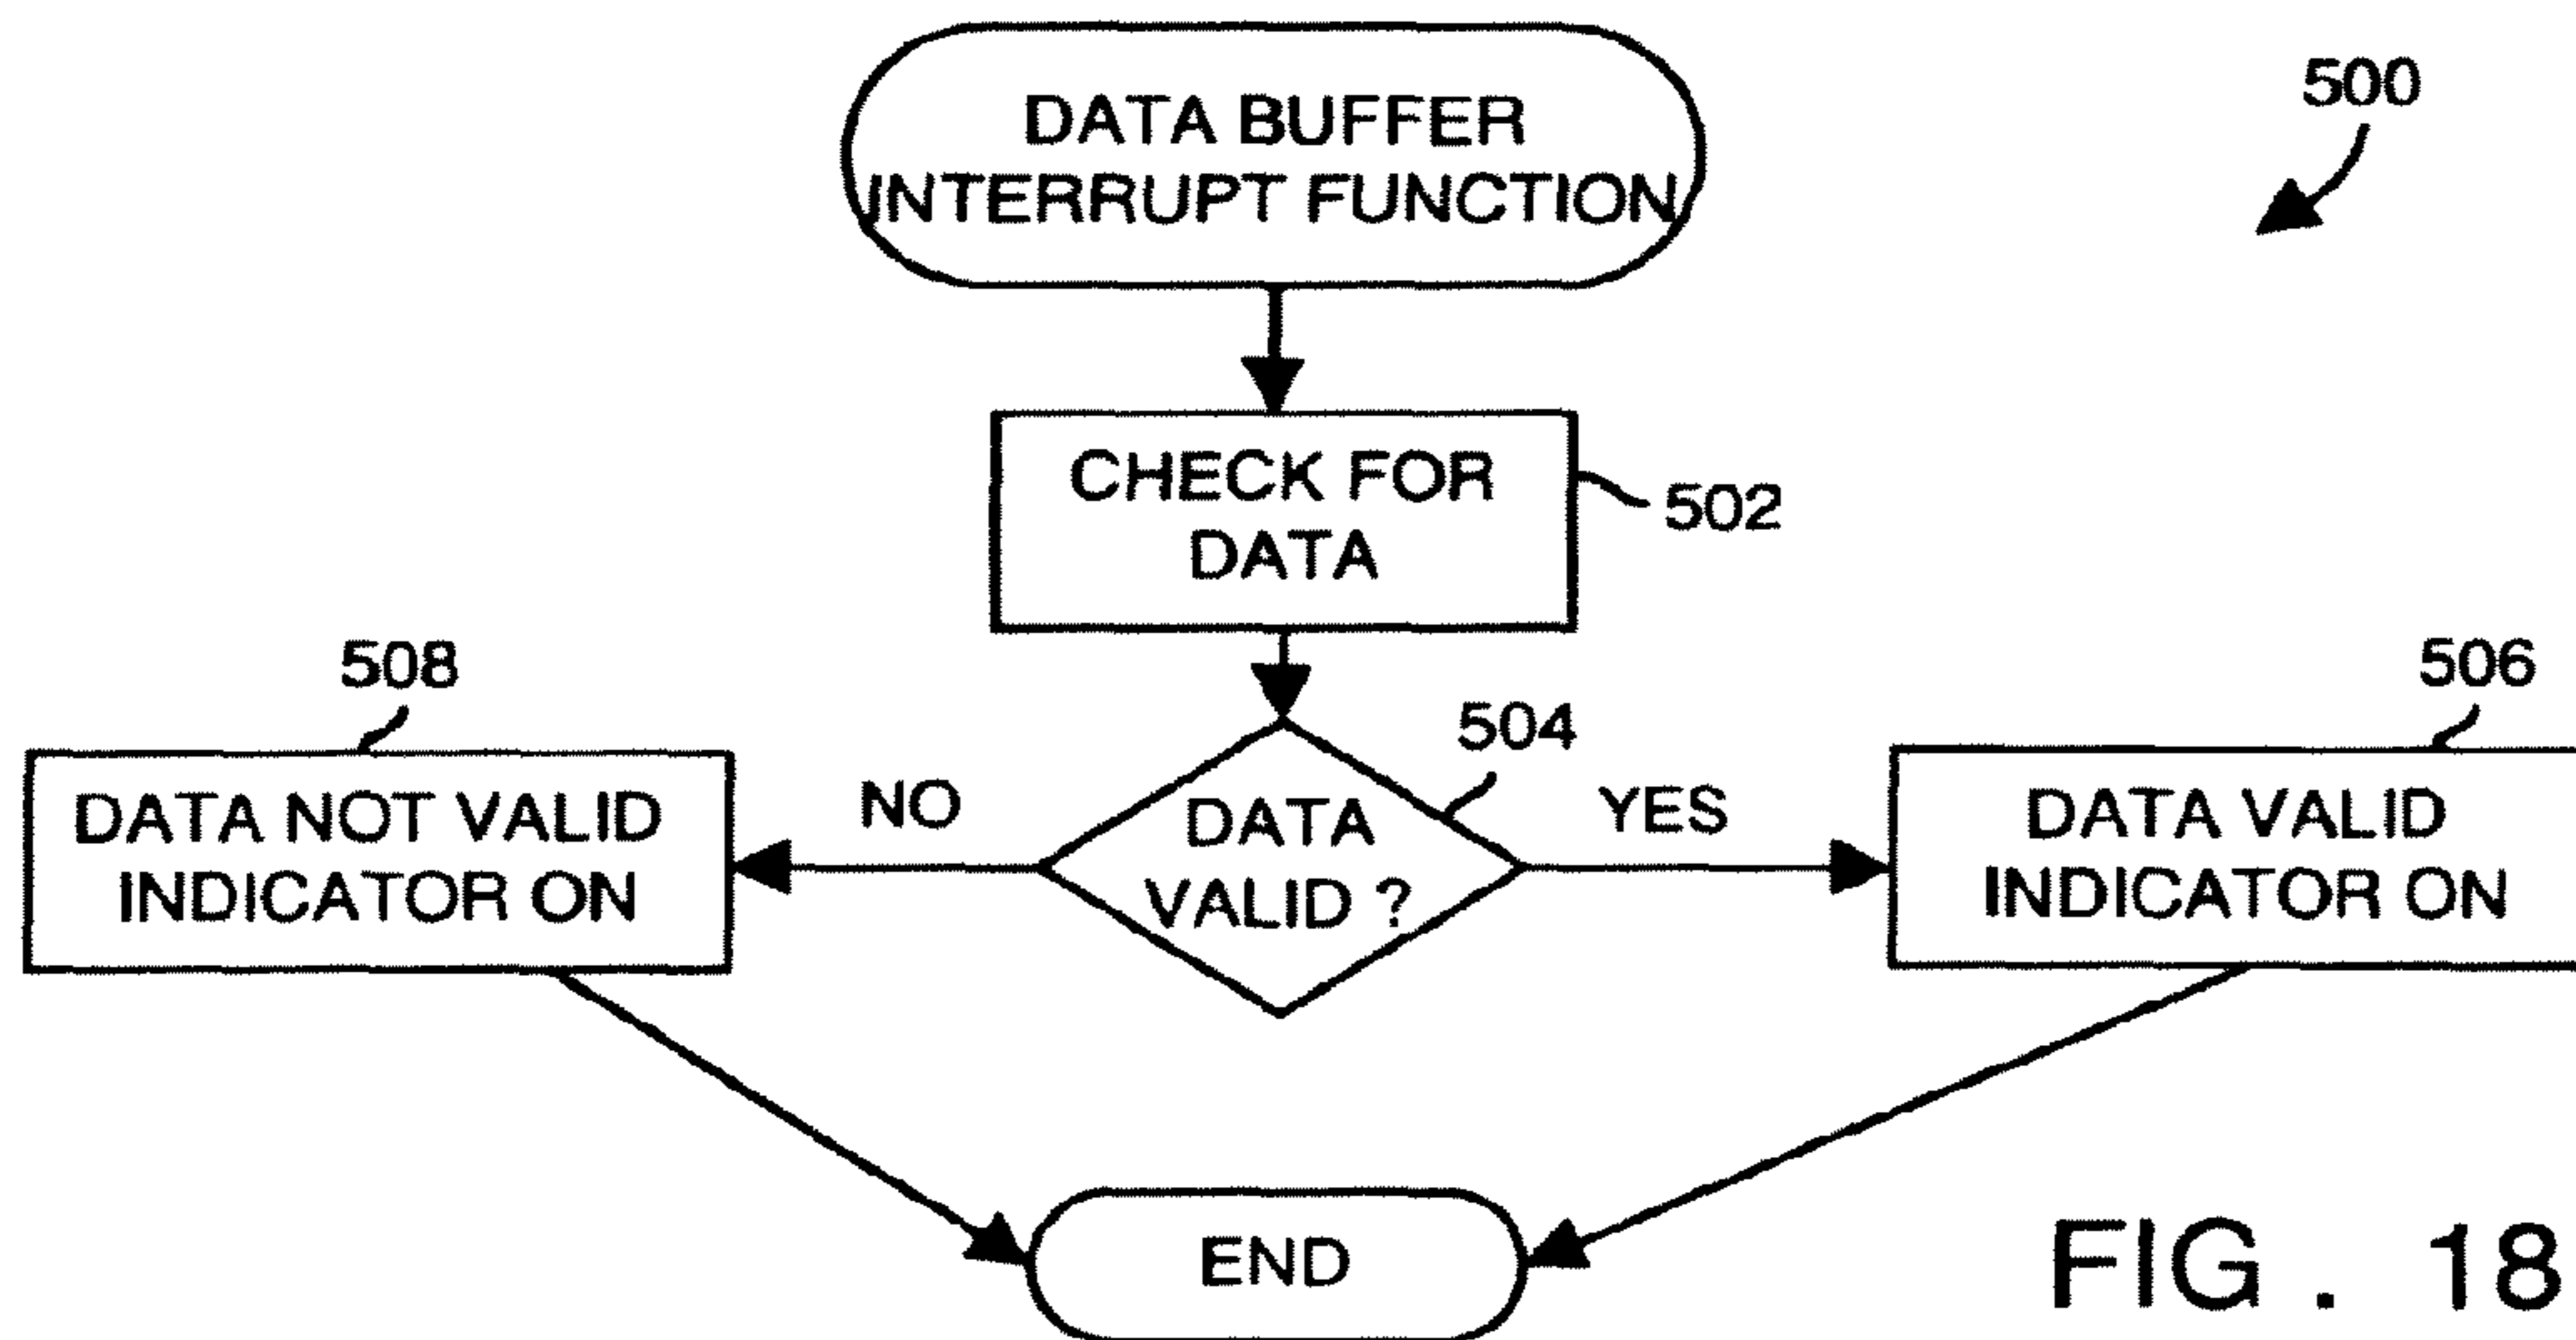 DATA BUFFER
INTERRUPT FUNCTION
500
CHECK FOR
DATA
502
508
504
506
DATA NOT VALID
INDICATOR ON
NO
DATA
VALID ?
YES
DATA VALID
INDICATOR ON
END
FIG . 18